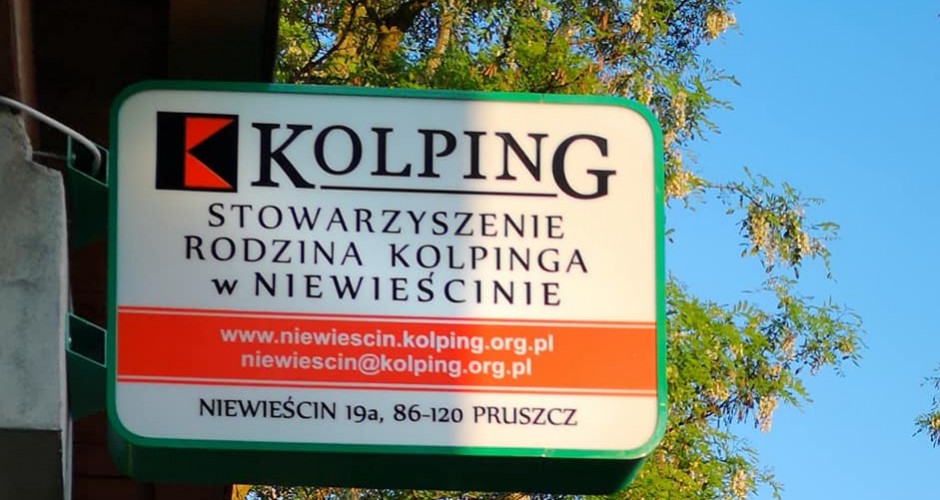 KOLPING
STOWARZYSZENIE
RODZINA KOLPINGA
w NIEWIEŚCINIE
www.niewiescin.kolping.org.pl
niewiescin@kolping.org.pl
NIEWIEŚCIN 19a, 86-120 PRUSZCZ